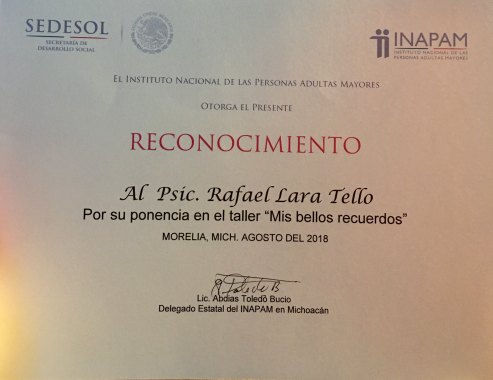 SEDESOL
SECRETARÍA DE
DESARROLLO SOCIAL
INAPAM
INSTITUTO NACIONAL DE LAS
PERSONAS ADULTAS MAYORES
EL INSTITUTO NACIONAL DE LAS PERSONAS ADULTAS MAYORES
OTORGA EL PRESENTE
RECONOCIMIENTO
Al Psic. Rafael Lara Tello
Por su ponencia en el taller “Mis bellos recuerdos”
MORELIA, MICH. AGOSTO DEL 2018
Lic. Abdias Toledo Bucio
Delegado Estatal del INAPAM en Michoacán